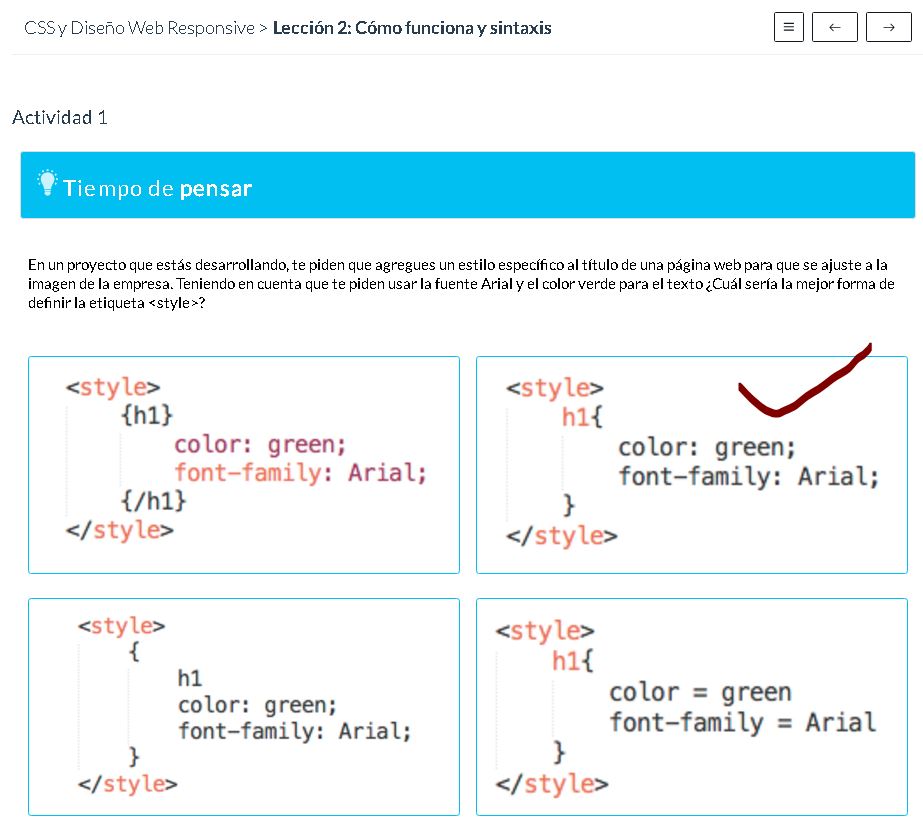 CSS y Diseño Web Responsive > Lección 2: Cómo funciona y sintaxis
Actividad 1
Tiempo de pensar
En un proyecto que estás desarrollando, te piden que agregues un estilo específico al título de una página web para que se ajuste a la
imagen de la empresa. Teniendo en cuenta que te piden usar la fuente Arial y el color verde para el texto ¿Cuál sería la mejor forma de
definir la etiqueta <style>?
<style>
{h1}
color: green;
font-family: Arial;
{/h1}
</style>
<style>
h1{
color: green;
font-family: Arial;
}
</style>
<style>
{
h1
color: green;
font-family: Arial;
}
</style>
<style>
h1{
color = green
font-family = Arial
}
</style>